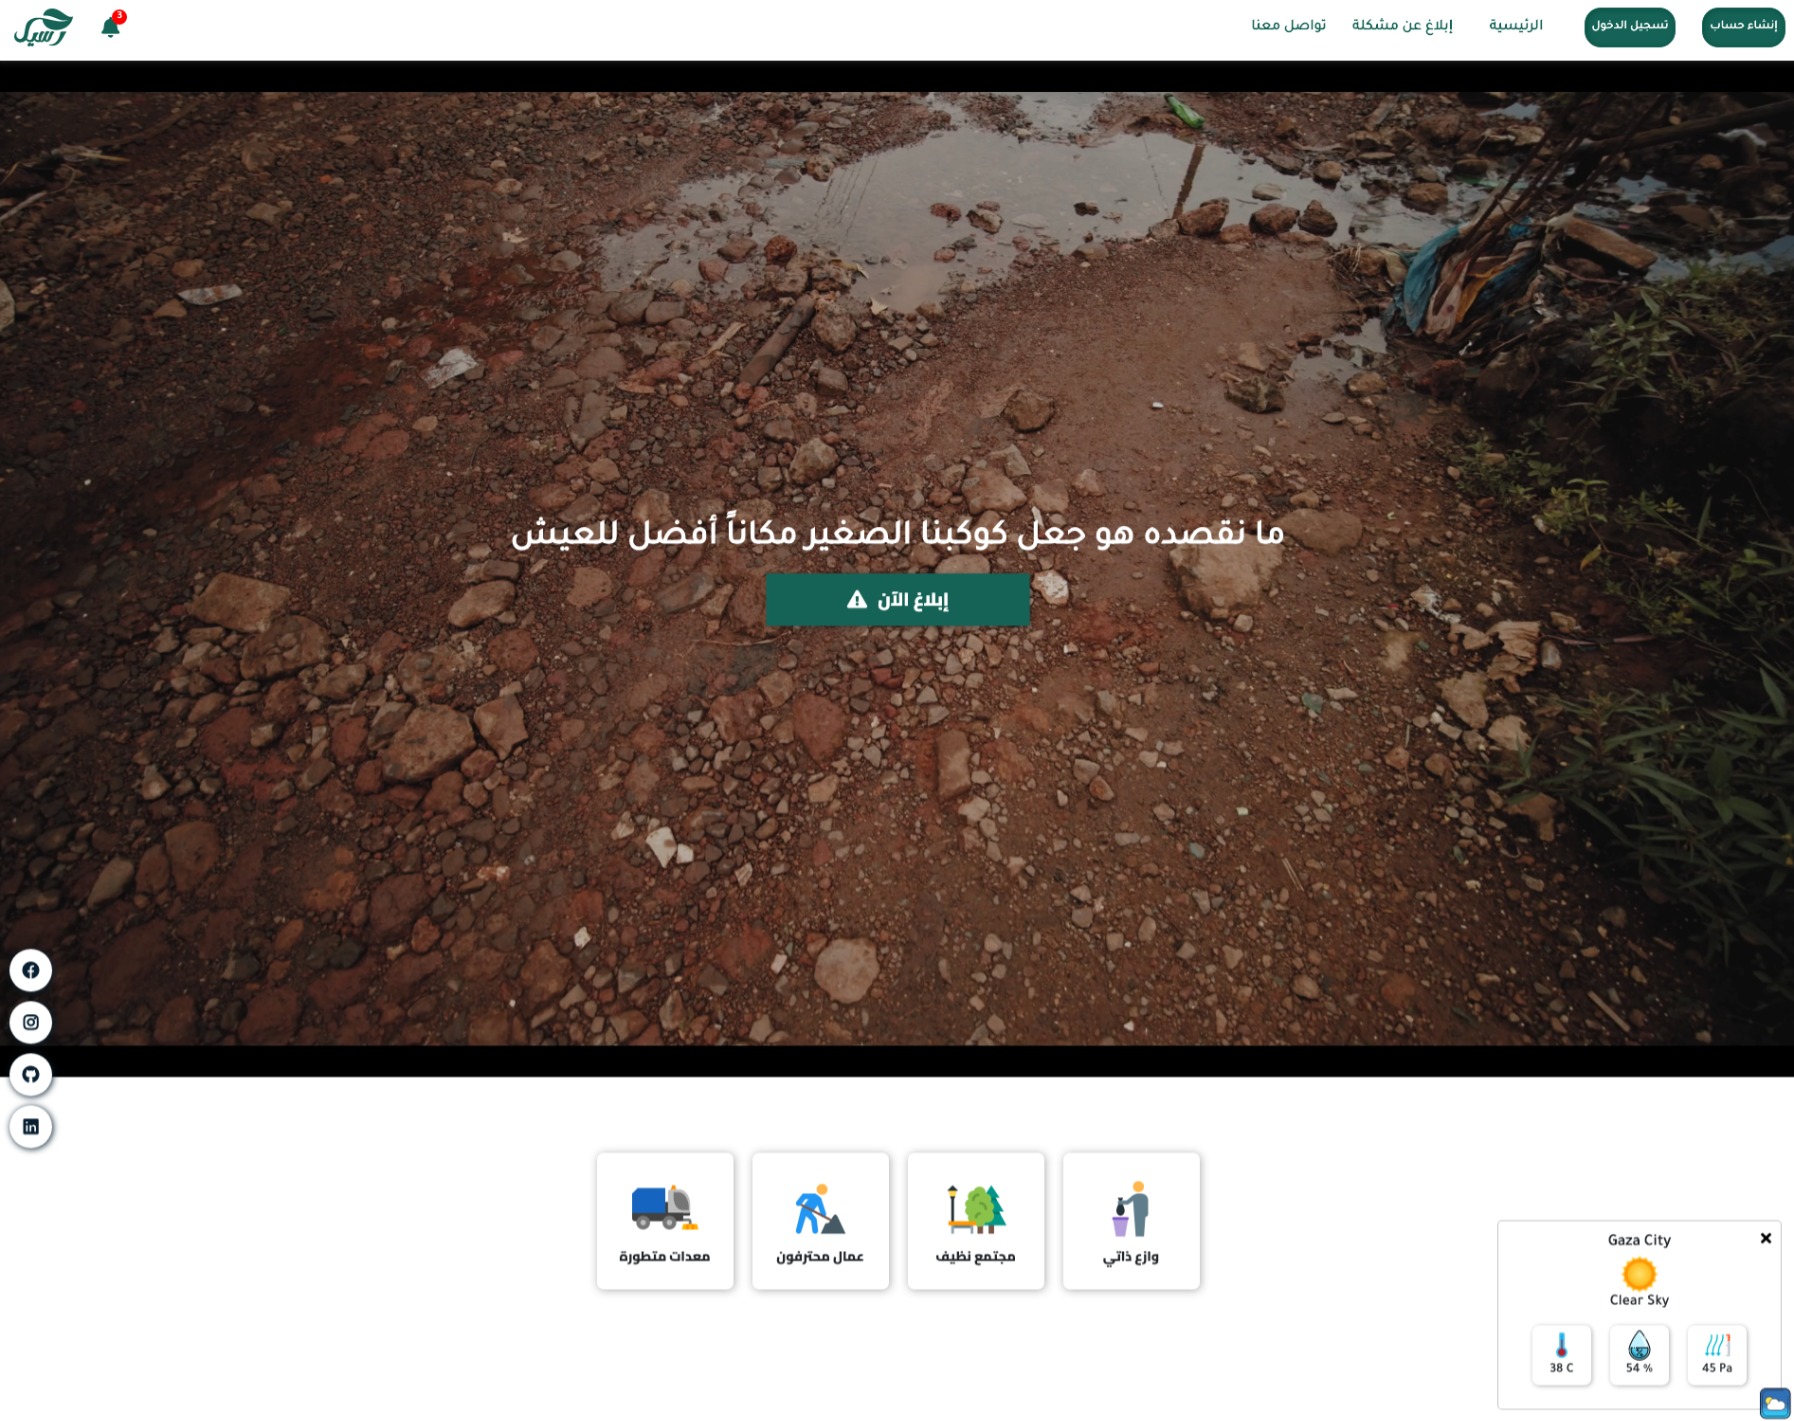 إنشاء حساب
تسجيل الدخول
الرئيسية
إبلاغ عن مشكلة
تواصل معنا
3
رسيل
ما نقصده هو جعل كوكبنا الصغير مكاناً أفضل للعيش
إبلاغ الآن
وازع ذاتي
مجتمع نظيف
عمال محترفون
معدات متطورة
Gaza City
Clear Sky
38 C
54 %
45 Pa